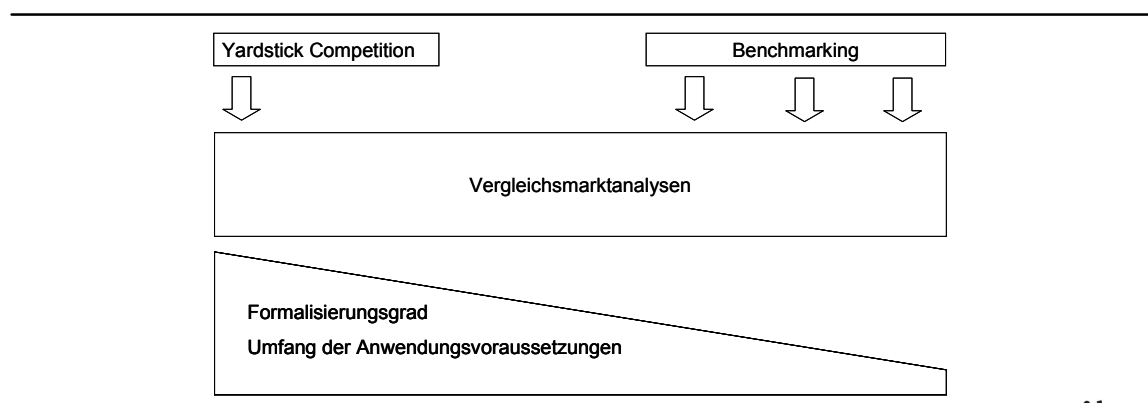 Yardstick Competition
Benchmarking
Vergleichsmarktanalysen
Formalisierungsgrad
Umfang der Anwendungsvoraussetzungen